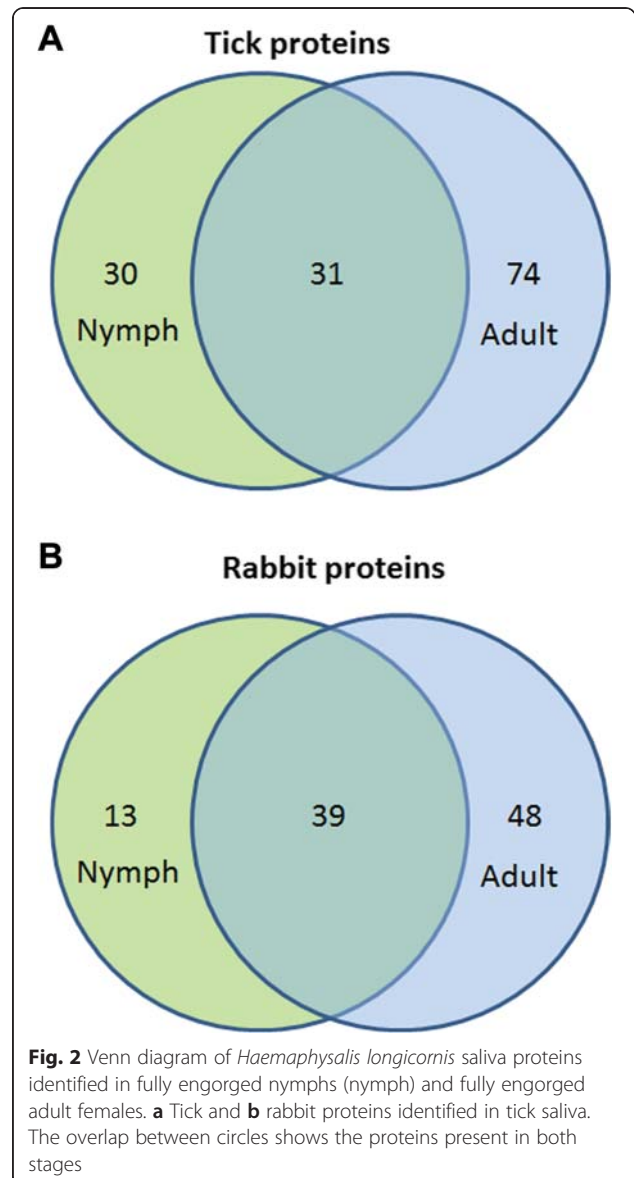 A
Tick proteins
30
31
74
Nymph
Adult
B
Rabbit proteins
13
39
48
Nymph
Adult
Fig. 2 Venn diagram of Haemaphysalis longicornis saliva proteins
identified in fully engorged nymphs (nymph) and fully engorged
adult females. a Tick and b rabbit proteins identified in tick saliva.
The overlap between circles shows the proteins present in both
stages